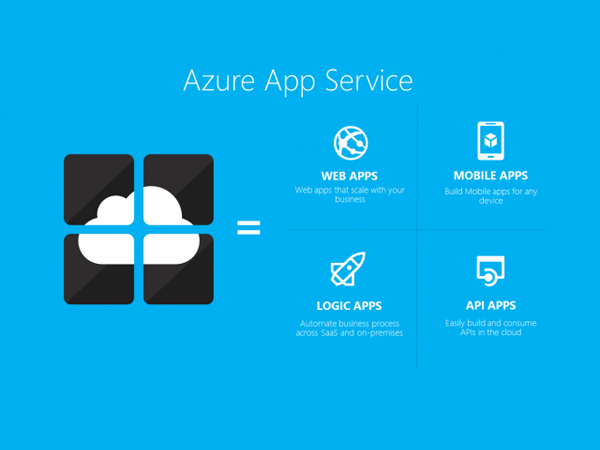 Azure App Service
WEB APPS
Web apps that scale with your
business
MOBILE APPS
Build Mobile apps for any
device
=
LOGIC APPS
Automate business process
across SaaS and on-premises
API APPS
Easily build and consume
APIs in the cloud